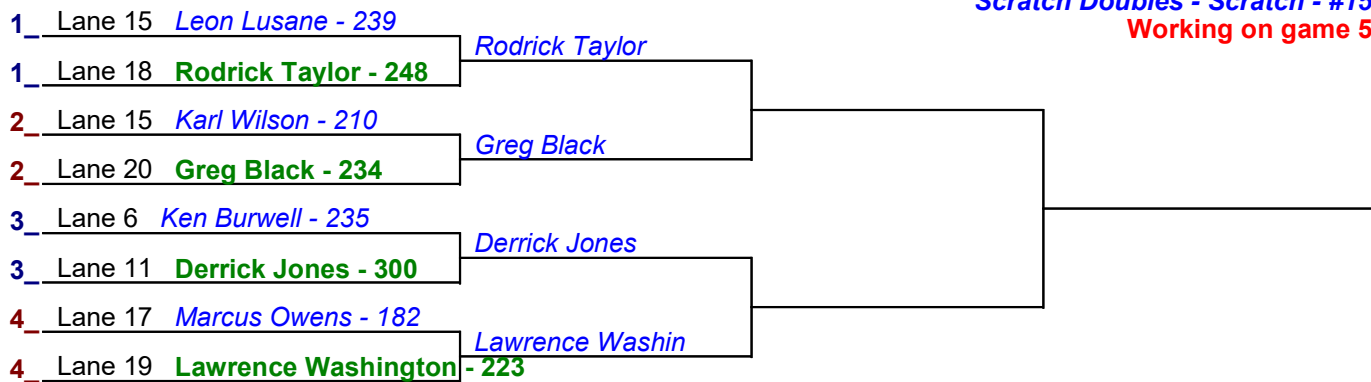 Scratch Doubles - Scratch - #15
Working on game 5
1_ Lane 15 Leon Lusane - 239
Rodrick Taylor
1_ Lane 18 Rodrick Taylor - 248
2_ Lane 15 Karl Wilson - 210
Greg Black
2_ Lane 20 Greg Black - 234
3_ Lane 6 Ken Burwell - 235
Derrick Jones
3_ Lane 11 Derrick Jones - 300
4_ Lane 17 Marcus Owens - 182
Lawrence Washin
4_ Lane 19 Lawrence Washington - 223